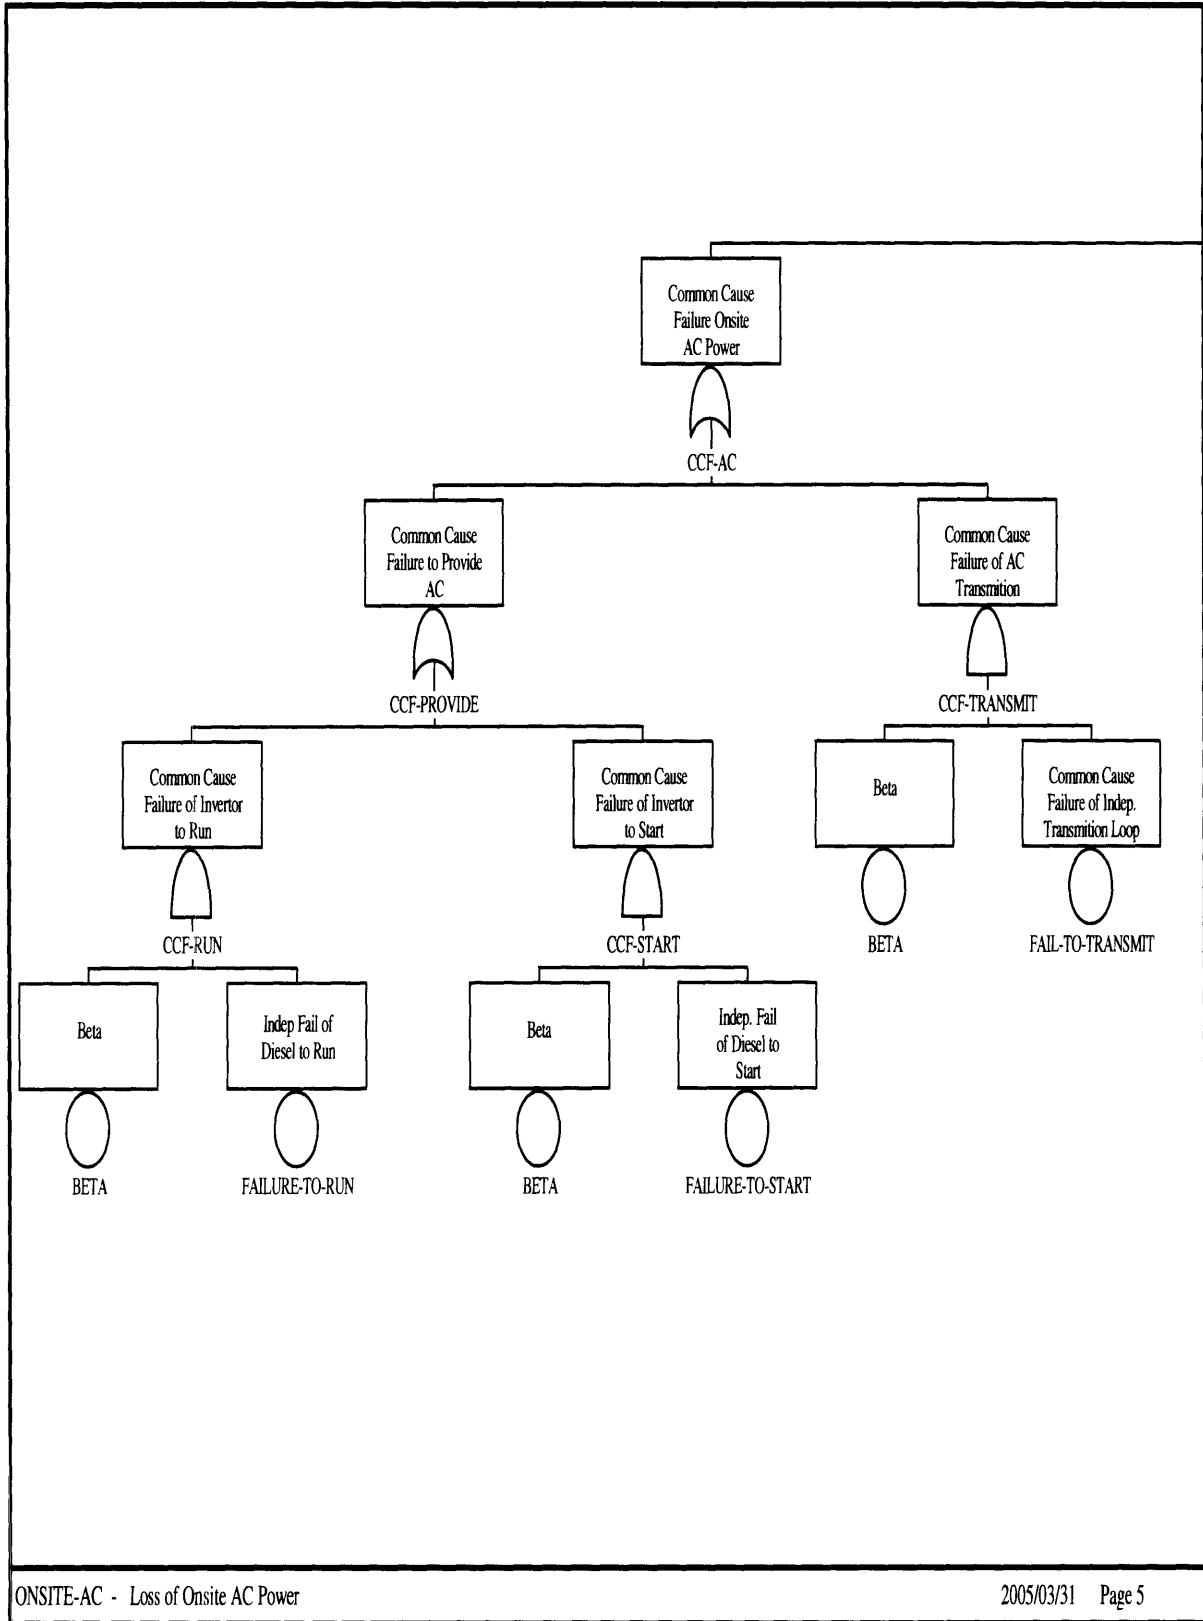 Common Cause
Failure Onsite
AC Power
CCF-AC
Common Cause
Failure to Provide
AC
Common Cause
Failure of AC
Transmition
CCF-PROVIDE
CCF-TRANSMIT
Common Cause
Failure of Invertor
to Run
Common Cause
Failure of Invertor
to Start
Beta
Common Cause
Failure of Indep.
Transmition Loop
CCF-RUN
CCF-START
BETA
FAIL-TO-TRANSMIT
Beta
Indep Fail of
Diesel to Run
Beta
Indep. Fail
of Diesel to
Start
BETA
FAILURE-TO-RUN
BETA
FAILURE-TO-START
ONSITE-AC - Loss of Onsite AC Power
2005/03/31 Page 5